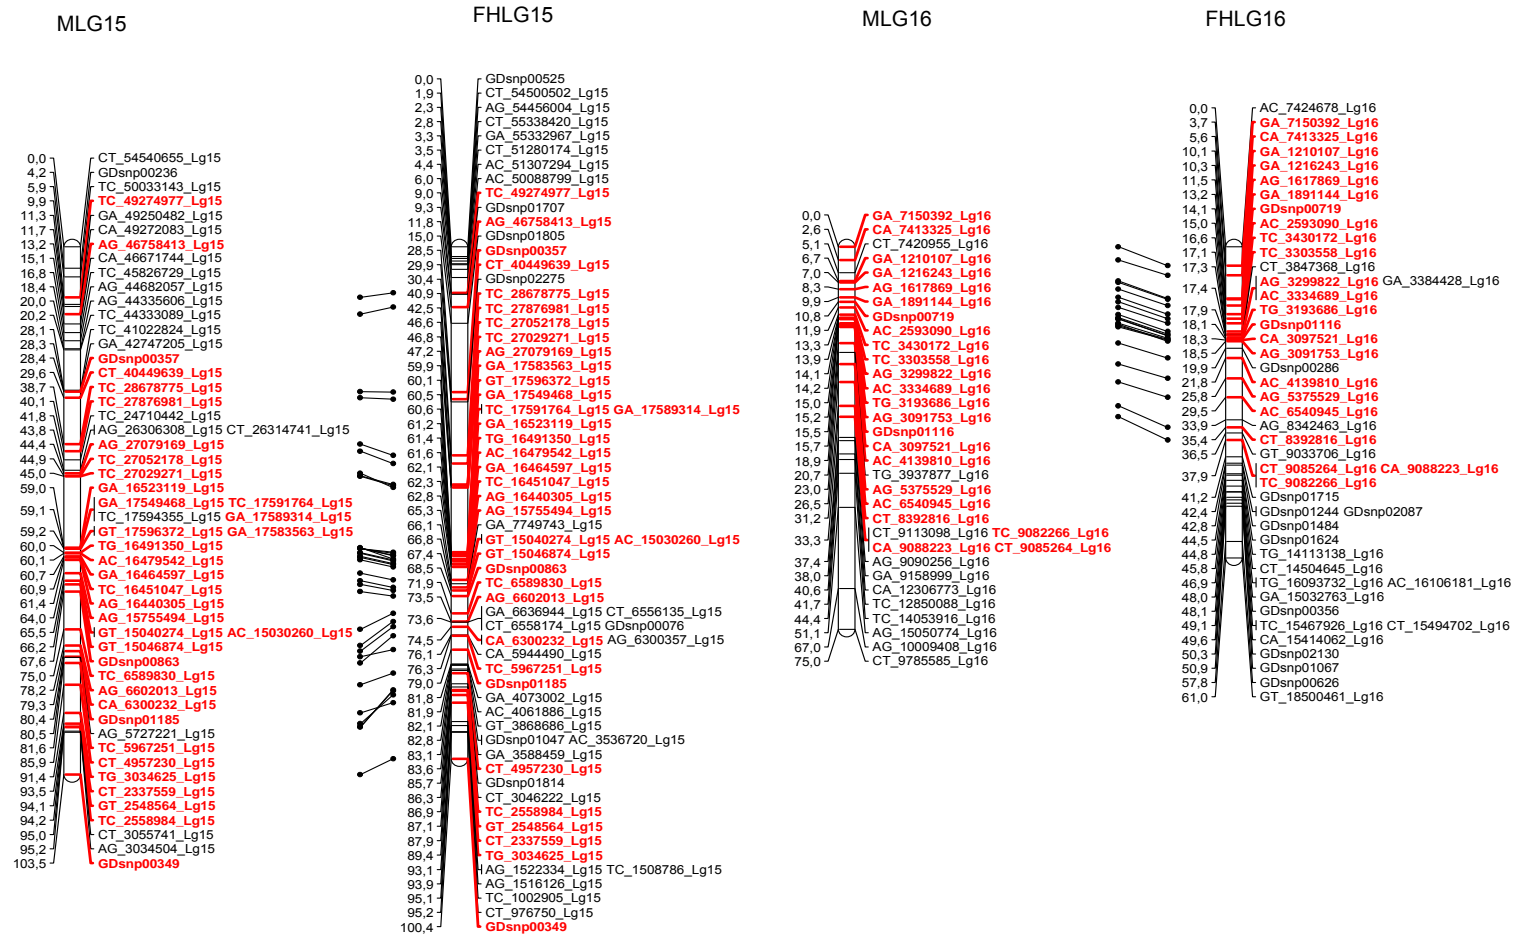 MLG15
0,0 CT_54540655_Lg15
4,2 GDsnp00236
5,9 TC_50033143_Lg15
9,9 TC_49274977_Lg15
11,3 GA_49250482_Lg15
11,7 CA_49272083_Lg15
13,2 AG_46758413_Lg15
15,1 CA_46671744_Lg15
16,8 TC_45826729_Lg15
18,4 AG_44682057_Lg15
20,0 AG_44335606_Lg15
20,2 TC_44333089_Lg15
28,1 TC_41022824_Lg15
28,3 GA_42747205_Lg15
28,4 GDsnp00357
29,6 CT_40449639_Lg15
38,7 TC_28678775_Lg15
40,1 TC_27876981_Lg15
41,8 TC_24710442_Lg15
43,8 AG_26306308_Lg15 CT_26314741_Lg15
44,4 AG_27079169_Lg15
44,9 TC_27052178_Lg15
45,0 TC_27029271_Lg15
59,0 GA_16523119_Lg15
59,1 GA_17549468_Lg15 TC_17591764_Lg15
TC_17594355_Lg15 GA_17589314_Lg15
59,2 GT_17596372_Lg15 GA_17583563_Lg15
60,0 TG_16491350_Lg15
60,1 AC_16479542_Lg15
60,7 GA_16464597_Lg15
60,9 TC_16451047_Lg15
61,4 AG_16440305_Lg15
64,0 AG_15755494_Lg15
65,5 GT_15040274_Lg15 AC_15030260_Lg15
66,2 GT_15046874_Lg15
67,6 GDsnp00863
75,0 TC_6589830_Lg15
78,2 AG_6602013_Lg15
79,3 CA_6300232_Lg15
80,4 GDsnp01185
80,5 AG_5727221_Lg15
81,6 TC_5967251_Lg15
85,9 CT_4957230_Lg15
91,4 TG_3034625_Lg15
93,5 CT_2337559_Lg15
94,1 GT_2548564_Lg15
94,2 TC_2558984_Lg15
95,0 CT_3055741_Lg15
95,2 AG_3034504_Lg15
103,5 GDsnp00349
FHLG15
0,0 GDsnp00525
1,9 CT_54500502_Lg15
2,3 AG_54456004_Lg15
2,8 CT_55338420_Lg15
3,3 GA_55332967_Lg15
3,5 CT_51280174_Lg15
4,4 AC_51307294_Lg15
6,0 AC_50088799_Lg15
9,0 TC_49274977_Lg15
9,3 GDsnp01707
11,8 AG_46758413_Lg15
15,0 GDsnp01805
28,5 GDsnp00357
29,9 CT_40449639_Lg15
30,4 GDsnp02275
40,9 TC_28678775_Lg15
42,5 TC_27876981_Lg15
46,6 TC_27052178_Lg15
46,8 TC_27029271_Lg15
47,2 AG_27079169_Lg15
59,9 GA_17583563_Lg15
60,1 GT_17596372_Lg15
60,5 GA_17549468_Lg15
60,6 TC_17591764_Lg15 GA_17589314_Lg15
61,2 GA_16523119_Lg15
61,4 TG_16491350_Lg15
61,6 AC_16479542_Lg15
62,1 GA_16464597_Lg15
62,3 TC_16451047_Lg15
62,8 AG_16440305_Lg15
65,3 AG_15755494_Lg15
66,1 GA_7749743_Lg15
66,8 GT_15040274_Lg15 AC_15030260_Lg15
67,4 GT_15046874_Lg15
68,5 GDsnp00863
71,9 TC_6589830_Lg15
73,5 AG_6602013_Lg15
73,6 GA_6636944_Lg15 CT_6556135_Lg15
CT_6558174_Lg15 GDsnp00076
74,5 CA_6300232_Lg15 AG_6300357_Lg15
76,1 CA_5944490_Lg15
76,3 TC_5967251_Lg15
79,0 GDsnp01185
81,8 GA_4073002_Lg15
81,9 AC_4061886_Lg15
82,1 GT_3868686_Lg15
82,8 GDsnp01047 AC_3536720_Lg15
83,1 GA_3588459_Lg15
83,6 CT_4957230_Lg15
85,7 GDsnp01814
86,3 CT_3046222_Lg15
86,9 TC_2558984_Lg15
87,1 GT_2548564_Lg15
87,9 CT_2337559_Lg15
89,4 TG_3034625_Lg15
93,1 AG_1522334_Lg15 TC_1508786_Lg15
93,9 AG_1516126_Lg15
95,1 TC_1002905_Lg15
95,2 CT_976750_Lg15
100,4 GDsnp00349
MLG16
0,0 GA_7150392_Lg16
2,6 CA_7413325_Lg16
5,1 CT_7420955_Lg16
6,7 GA_1210107_Lg16
7,0 GA_1216243_Lg16
8,3 AG_1617869_Lg16
9,9 GA_1891144_Lg16
10,8 GDsnp00719
11,9 AC_2593090_Lg16
13,3 TC_3430172_Lg16
13,9 TC_3303558_Lg16
14,1 AG_3299822_Lg16
14,2 AC_3334689_Lg16
15,0 TG_3193686_Lg16
15,2 AG_3091753_Lg16
15,5 GDsnp01116
15,7 CA_3097521_Lg16
18,9 AC_4139810_Lg16
20,7 TG_3937877_Lg16
23,0 AG_5375529_Lg16
26,5 AC_6540945_Lg16
31,2 CT_8392816_Lg16
33,3 CT_9113098_Lg16 TC_9082266_Lg16
CA_9088223_Lg16 CT_9085264_Lg16
37,4 AG_9090256_Lg16
38,0 GA_9158999_Lg16
40,6 CA_12306773_Lg16
41,7 TC_12850088_Lg16
44,4 TC_14053916_Lg16
51,1 AG_15050774_Lg16
67,0 AG_10009408_Lg16
75,0 CT_9785585_Lg16
FHLG16
0,0 AC_7424678_Lg16
3,7 GA_7150392_Lg16
5,6 CA_7413325_Lg16
10,1 GA_1210107_Lg16
10,3 GA_1216243_Lg16
11,5 AG_1617869_Lg16
13,2 GA_1891144_Lg16
14,1 GDsnp00719
15,0 AC_2593090_Lg16
16,6 TC_3430172_Lg16
17,1 TC_3303558_Lg16
17,3 CT_3847368_Lg16
17,4 AG_3299822_Lg16 GA_3384428_Lg16
AC_3334689_Lg16
17,9 TG_3193686_Lg16
18,1 GDsnp01116
18,3 CA_3097521_Lg16
18,5 AG_3091753_Lg16
19,9 GDsnp00286
21,8 AC_4139810_Lg16
25,8 AG_5375529_Lg16
29,5 AC_6540945_Lg16
33,9 AG_8342463_Lg16
35,4 CT_8392816_Lg16
36,5 GT_9033706_Lg16
37,9 CT_9085264_Lg16 CA_9088223_Lg16
TC_9082266_Lg16
41,2 GDsnp01715
42,4 GDsnp01244 GDsnp02087
42,8 GDsnp01484
44,5 GDsnp01624
44,8 TG_14113138_Lg16
45,8 CT_14504645_Lg16
46,9 TG_16093732_Lg16 AC_16106181_Lg16
48,0 GA_15032763_Lg16
48,1 GDsnp00356
49,1 TC_15467926_Lg16 CT_15494702_Lg16
49,6 CA_15414062_Lg16
50,3 GDsnp02130
50,9 GDsnp01067
57,8 GDsnp00626
61,0 GT_18500461_Lg16